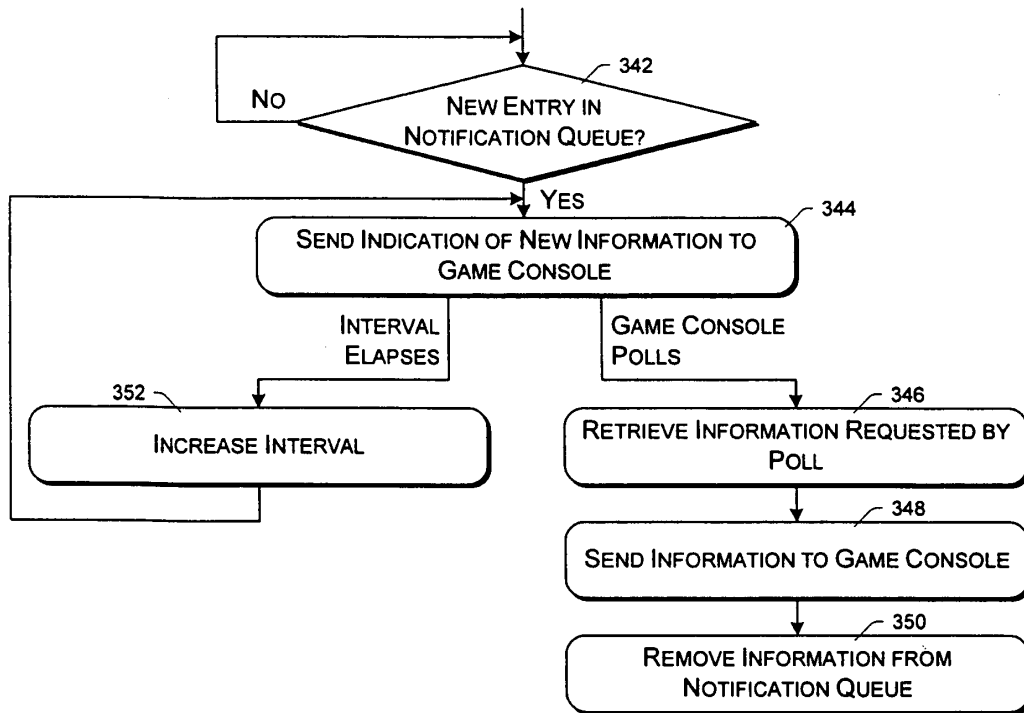 342
NO
NEW ENTRY IN
NOTIFICATION QUEUE?
YES
344
SEND INDICATION OF NEW INFORMATION TO
GAME CONSOLE
INTERVAL
ELAPSES
GAME CONSOLE
POLLS
352
INCREASE INTERVAL
346
RETRIEVE INFORMATION REQUESTED BY
POLL
348
SEND INFORMATION TO GAME CONSOLE
350
REMOVE INFORMATION FROM
NOTIFICATION QUEUE